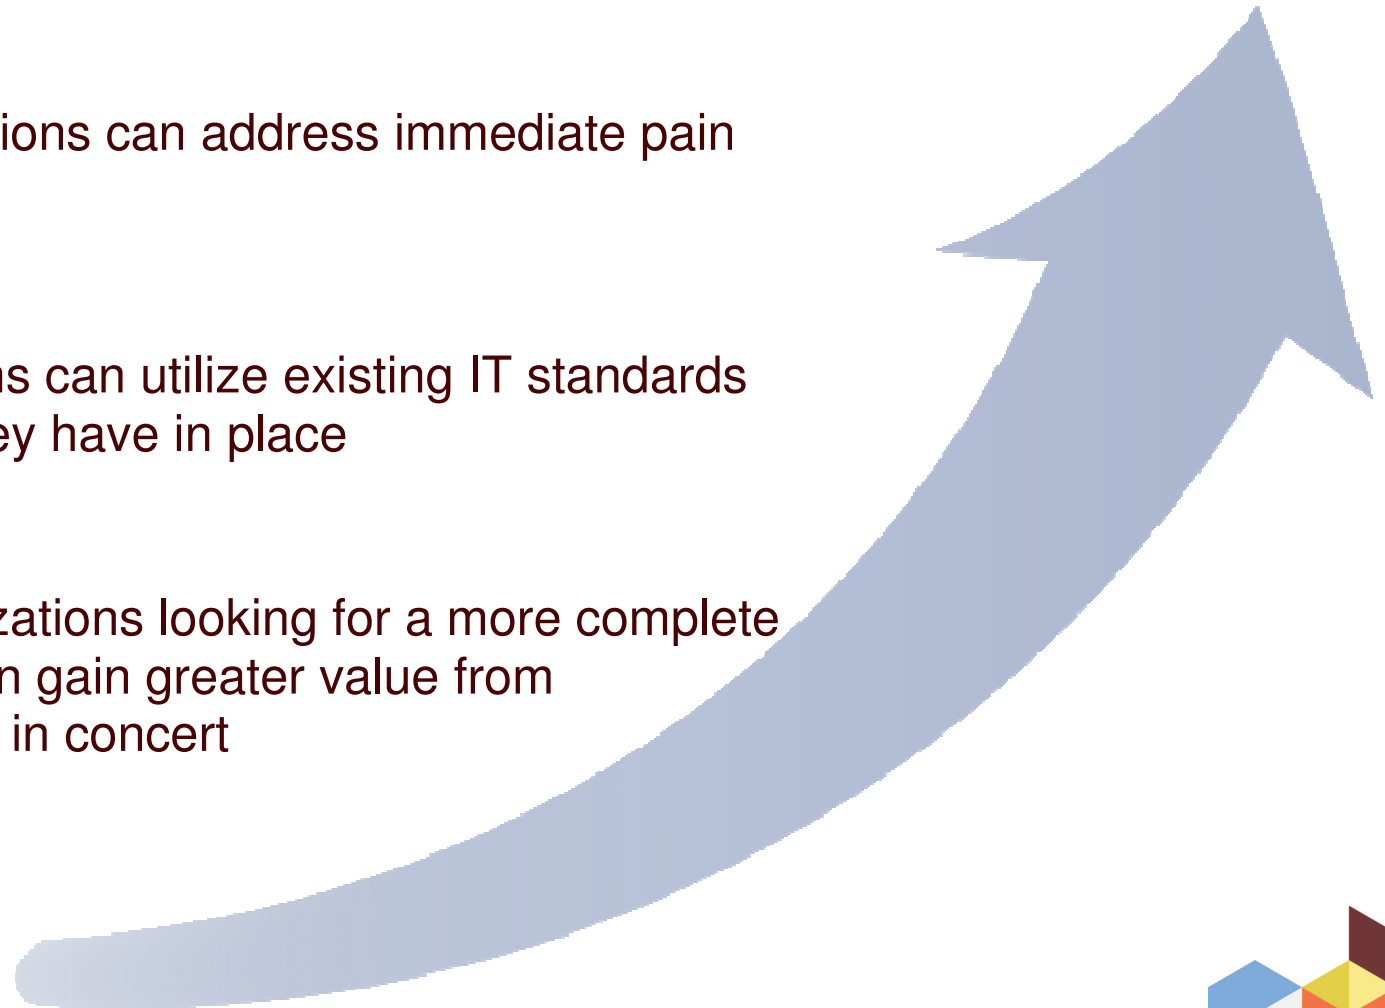 ions can address immediate pain
ns can utilize existing IT standards
ey have in place
zations looking for a more complete
n gain greater value from
in concert